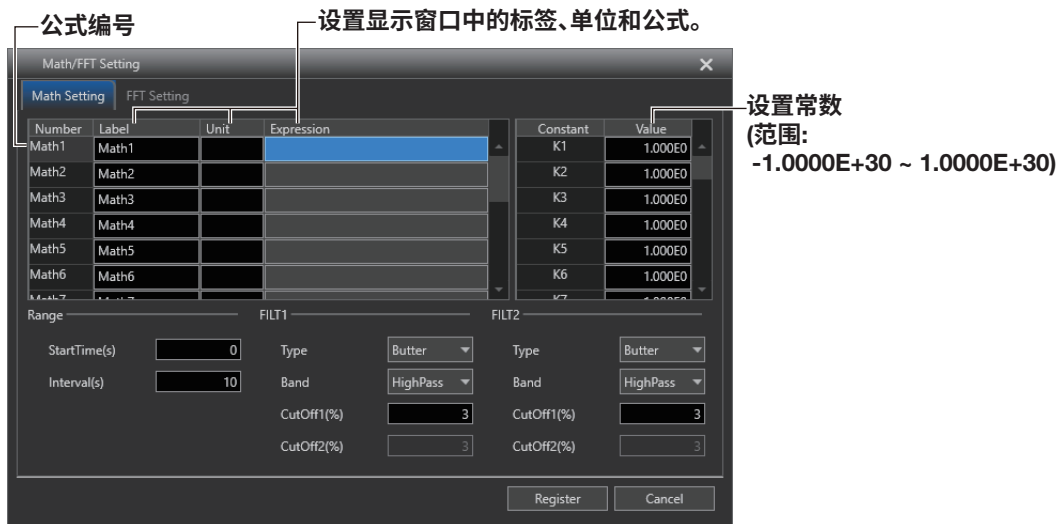 公式编号
设置显示窗口中的标签、单位和公式。
Math/FFT Setting
Math Setting FFT Setting
设置常数
(范围:
-1.0000E+30 ~ 1.0000E+30)
Number Label Unit Expression Constant Value
Math1 Math1 K1 1.000E0
Math2 Math2 K2 1.000E0
Math3 Math3 K3 1.000E0
Math4 Math4 K4 1.000E0
Math5 Math5 K5 1.000E0
Math6 Math6 K6 1.000E0
Range FILT1 FILT2
StartTime(s) 0 Type Butter Type Butter
Interval(s) 10 Band HighPass Band HighPass
CutOff1(%) 3 CutOff1(%) 3
CutOff2(%) 3 CutOff2(%) 3
Register Cancel